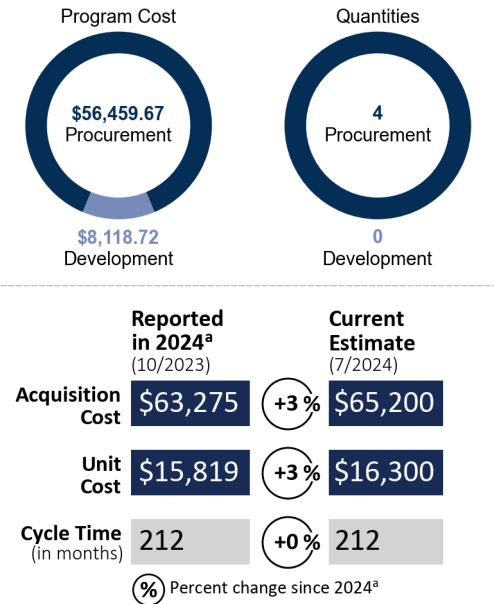 Program Cost
Quantities
$56,459.67
Procurement
4
Procurement
$8,118.72
Development
0
Development
Reported
in 2024ª
(10/2023)
Current
Estimate
(7/2024)
Acquisition
Cost
$63,275
+3 %
$65,200
Unit
Cost
$15,819
+3 %
$16,300
Cycle Time
(in months)
212
+0 %
212
% Percent change since 2024ª